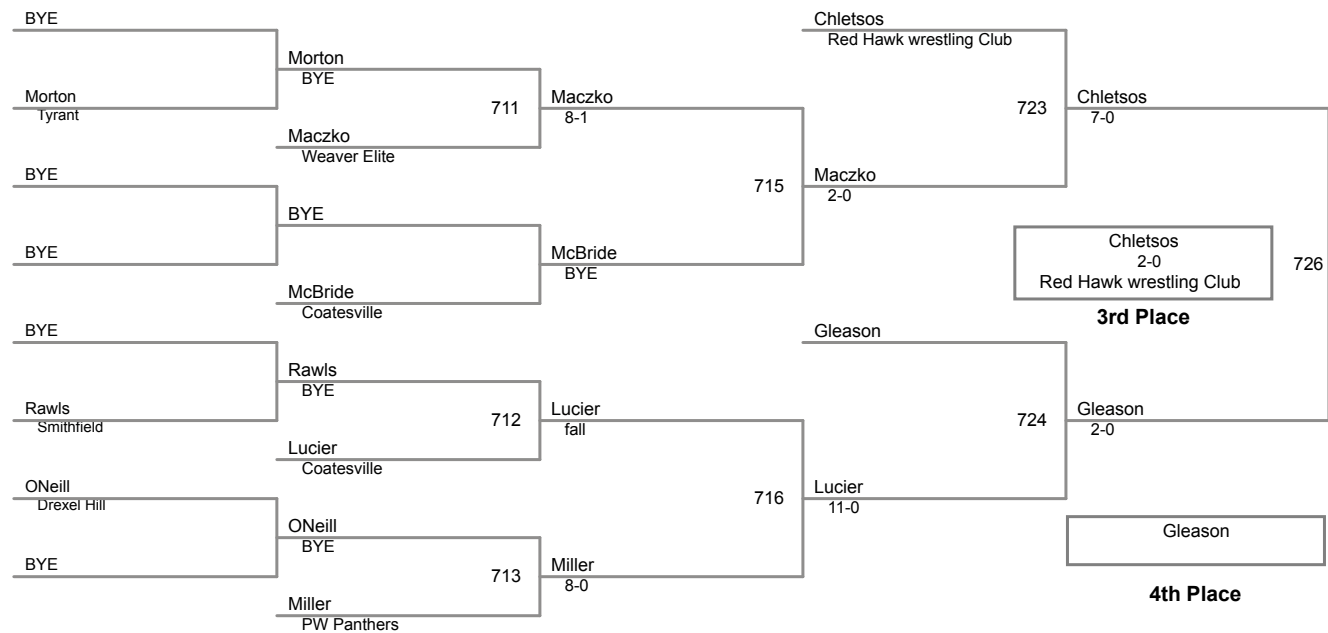 BYE
Chletsos
Red Hawk wrestling Club
Morton
BYE
Morton
Tyrant
711
Maczko
8-1
723
Chletsos
7-0
Maczko
Weaver Elite
BYE
715
Maczko
2-0
BYE
BYE
McBride
BYE
Chletsos
2-0
Red Hawk wrestling Club
726
McBride
Coatesville
3rd Place
BYE
Gleason
Rawls
BYE
Rawls
Smithfield
712
Lucier
fall
724
Gleason
2-0
Lucier
Coatesville
ONeill
Drexel Hill
716
Lucier
11-0
ONeill
BYE
Gleason
BYE
713
Miller
8-0
4th Place
Miller
PW Panthers